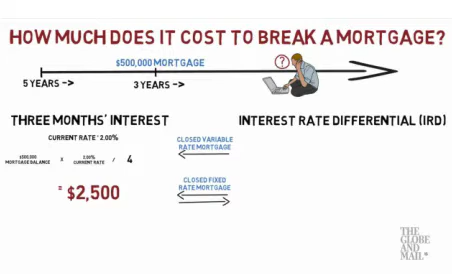 HOW MUCH DOES IT COST TO BREAK A MORTGAGE?
$500,000 MORTGAGE
?
5 YEARS ->
3 YEARS ->
THREE MONTHS' INTEREST
INTEREST RATE DIFFERENTIAL (IRD)
CURRENT RATE = 2.00%
CLOSED VARIABLE
RATE MORTGAGE
$500,000
MORTGAGE BALANCE
X
2.00%
CURRENT RATE
/
4
= $2,500
CLOSED FIXED
RATE MORTGAGE
THE
GLOBE
AND
MAIL*